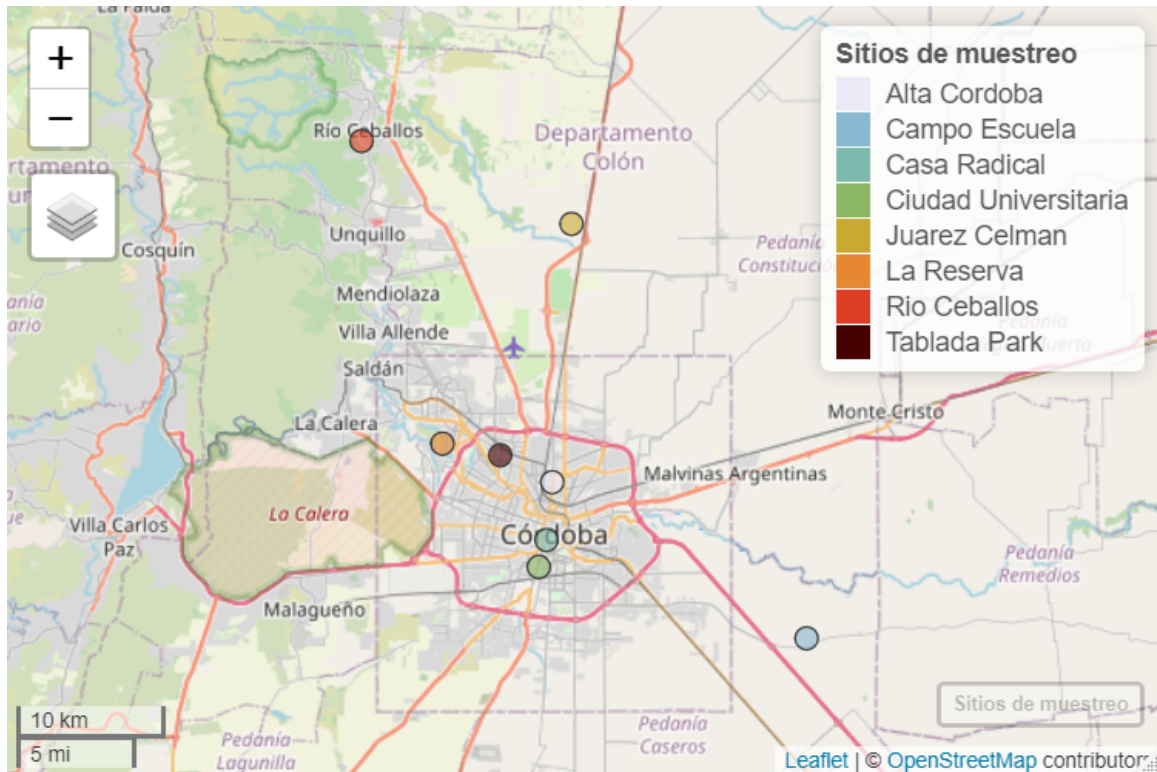 La Falda
+
−
Río Ceballos
Departamento
Colón
Unquillo
Cosquín
Pedanía
Mendiolaza
Villa Allende
Saldán
La Calera
Monte Cristo
Malvinas Argentinas
Córdoba
La Calera
Villa Carlos
Paz
Malagueño
Pedanía
Remedios
Pedanía
Caseros
Pedanía
Lagunilla
Sitios de muestreo
Alta Cordoba
Campo Escuela
Casa Radical
Ciudad Universitaria
Juarez Celman
La Reserva
Rio Ceballos
Tablada Park
Sitios de muestreo
10 km
5 mi
Leaflet | © OpenStreetMap contributors